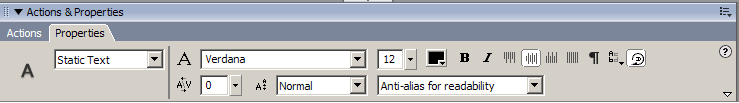 Actions & Properties
Actions Properties
A Static Text A Verdana 12 B I ¶ ?
A|V 0 A Normal Anti-alias for readability